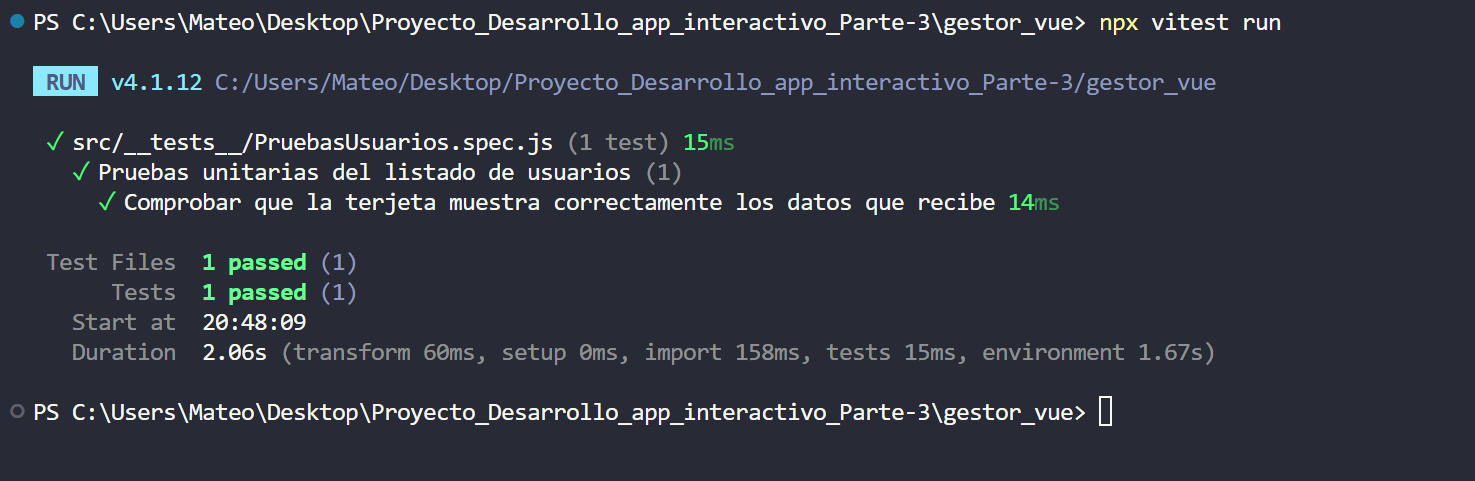 PS C:\Users\Mateo\Desktop\Proyecto_Desarrollo_app_interactivo_Parte-3\gestor_vue> npx vitest run
RUN v4.1.12 C:/Users/Mateo/Desktop/Proyecto_Desarrollo_app_interactivo_Parte-3/gestor_vue
✓ src/__tests__/PruebasUsuarios.spec.js (1 test) 15ms
✓ Pruebas unitarias del listado de usuarios (1)
✓ Comprobar que la terjeta muestra correctamente los datos que recibe 14ms
Test Files 1 passed (1)
Tests 1 passed (1)
Start at 20:48:09
Duration 2.06s (transform 60ms, setup 0ms, import 158ms, tests 15ms, environment 1.67s)
PS C:\Users\Mateo\Desktop\Proyecto_Desarrollo_app_interactivo_Parte-3\gestor_vue>